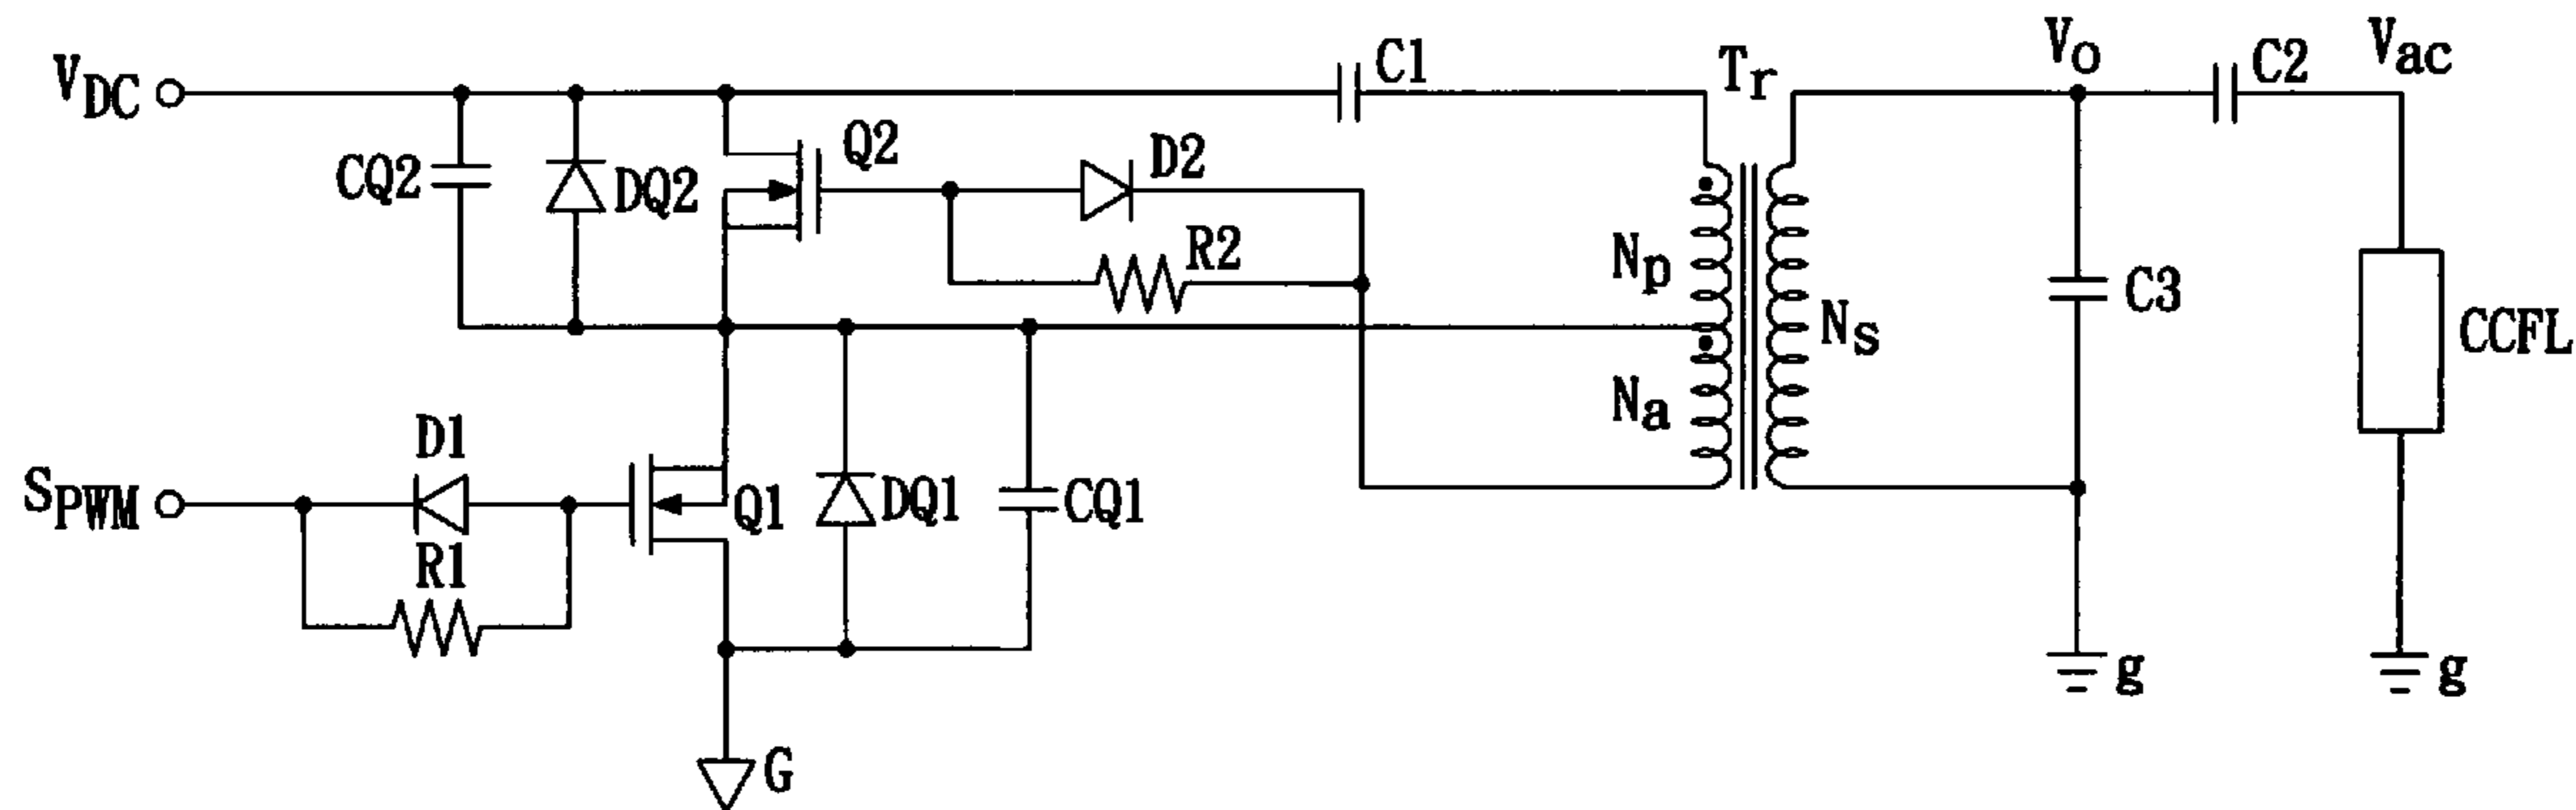 V_DC
C1
T_r
V_O
C2
V_ac
CQ2
DQ2
Q2
D2
R2
N_p
N_s
C3
CCFL
N_a
D1
S_PWM
R1
Q1
DQ1
CQ1
g
g
G